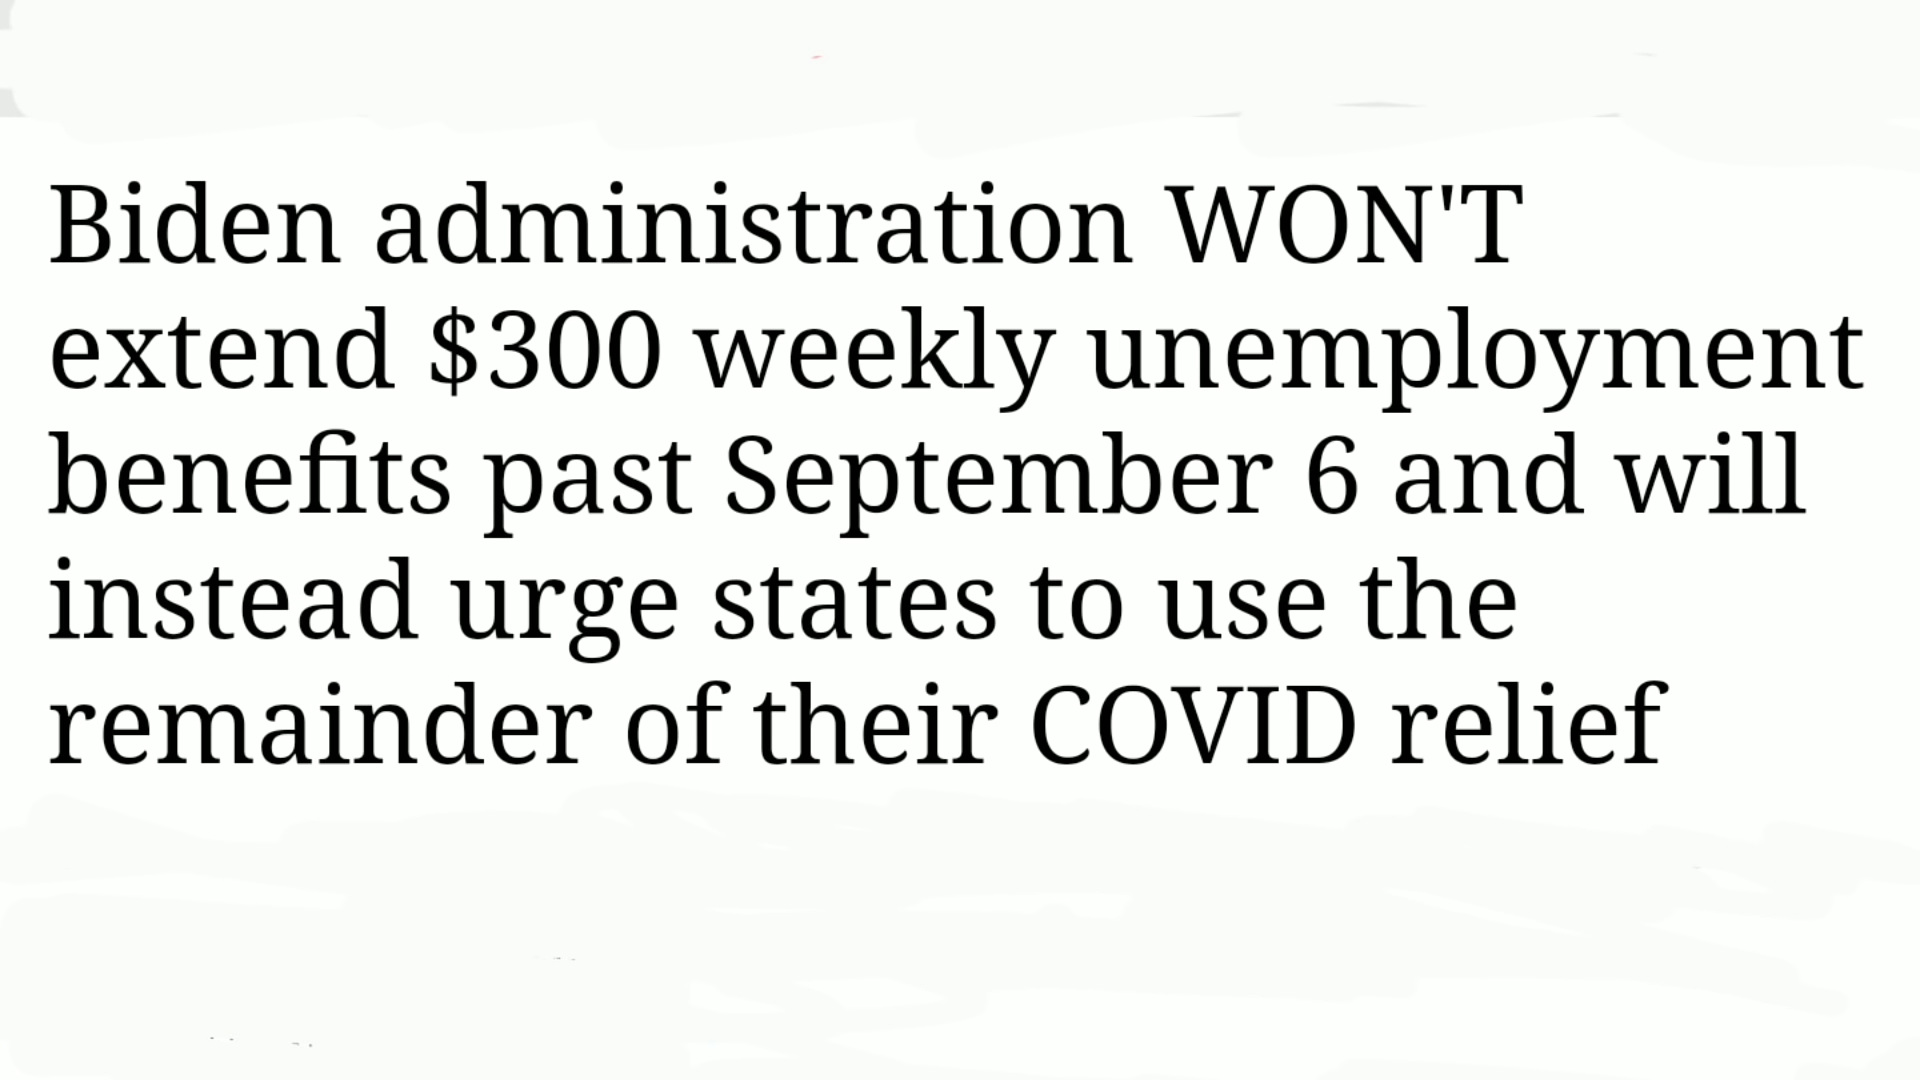 Biden administration WON'T
extend $300 weekly unemployment
benefits past September 6 and will
instead urge states to use the
remainder of their COVID relief